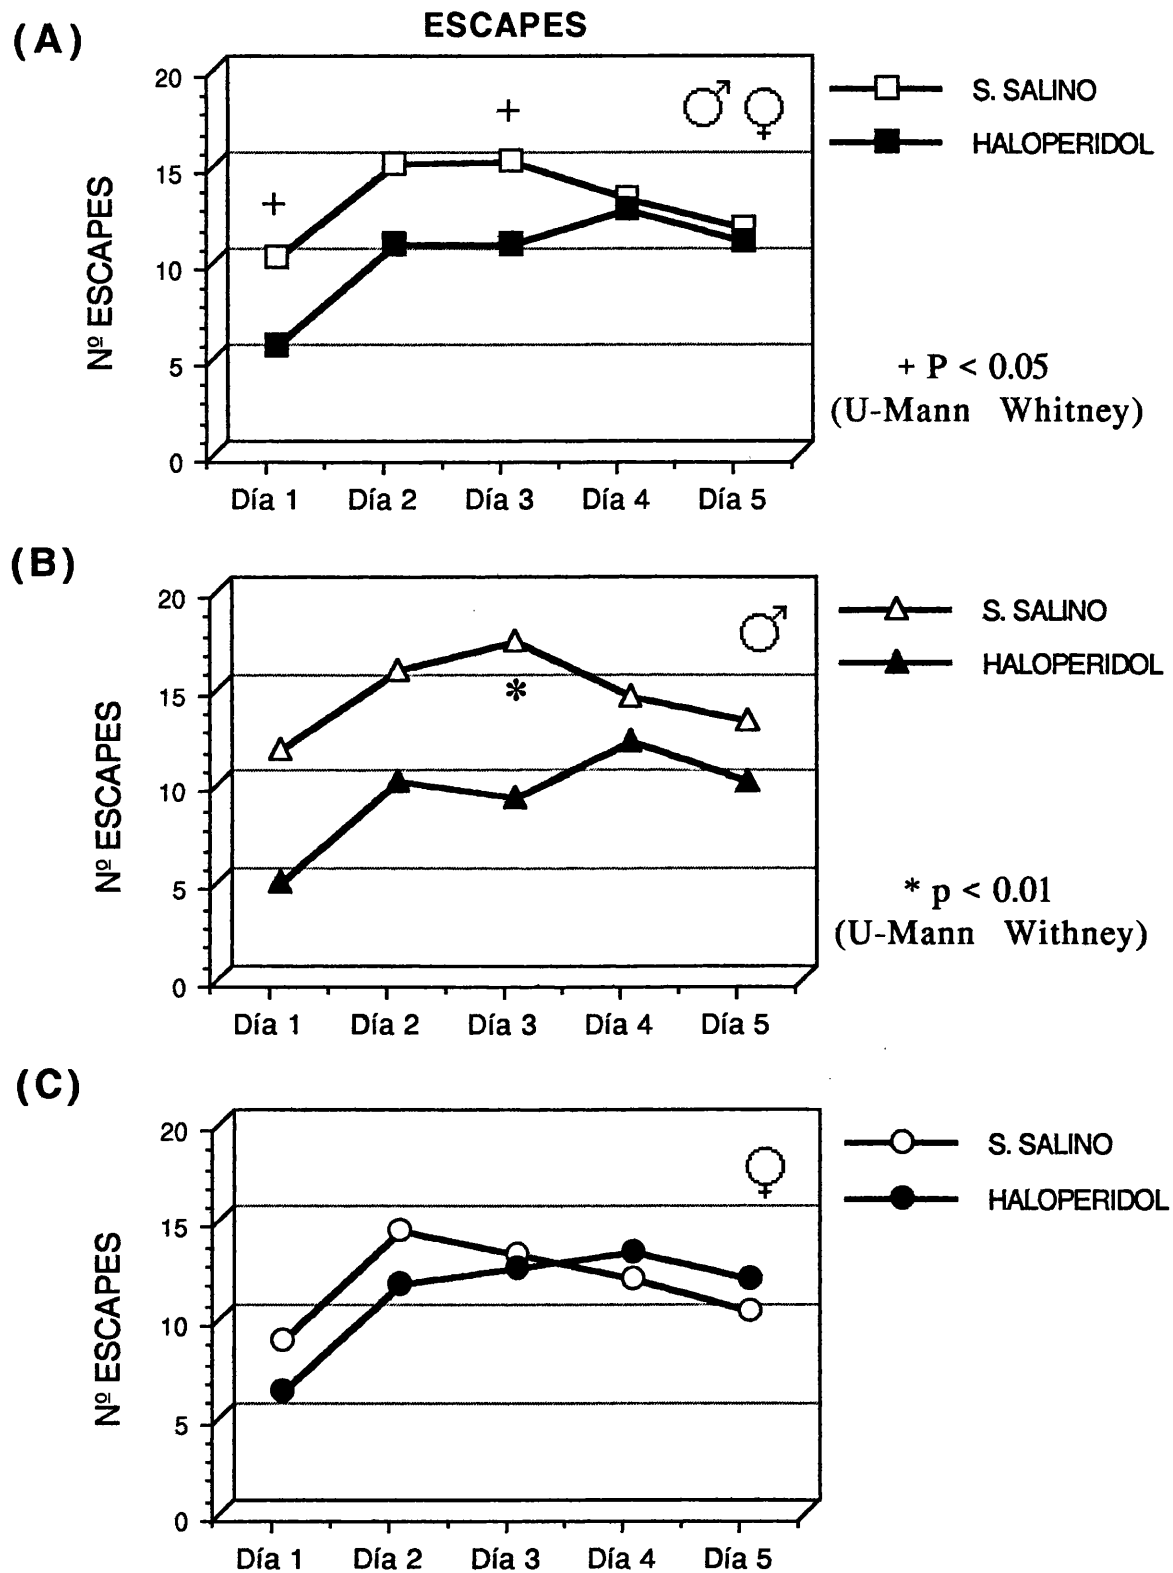 ESCAPES
(A)
20
15
10
5
0
Nº ESCAPES
+
+
S. SALINO
HALOPERIDOL
+ P < 0.05
(U-Mann Whitney)
Día 1 Día 2 Día 3 Día 4 Día 5
(B)
20
15
10
5
0
Nº ESCAPES
*
S. SALINO
HALOPERIDOL
* p < 0.01
(U-Mann Withney)
Día 1 Día 2 Día 3 Día 4 Día 5
(C)
20
15
10
5
0
Nº ESCAPES
S. SALINO
HALOPERIDOL
Día 1 Día 2 Día 3 Día 4 Día 5